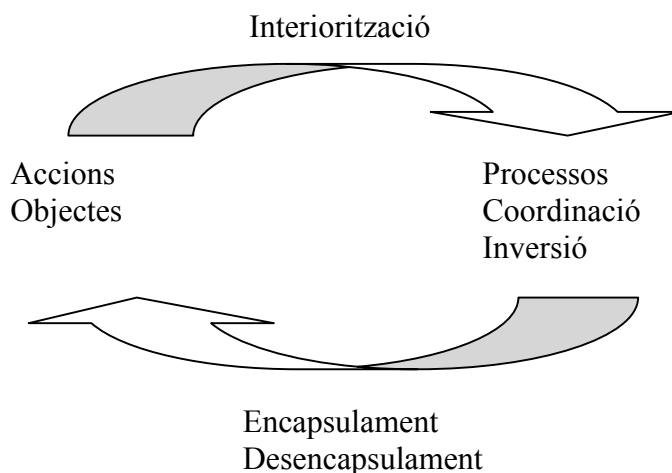 Interiorització
Accions
Objectes
Processos
Coordinació
Inversió
Encapsulament
Desencapsulament